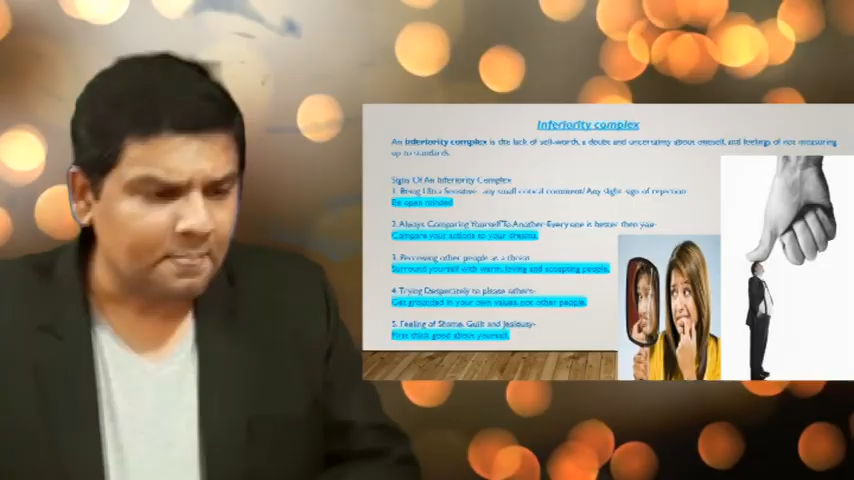 Inferiority complex
An inferiority complex is the lack of self-worth, a doubt and uncertainty about oneself, and feelings of not measuring
up to standards.
Signs Of An Inferiority Complex
1. Being Ultra Sensitive- any small critical comment/ Any slight sign of rejection
Be open minded
2. Always Comparing Yourself To Another-Every one is better then you-
Compare your actions to your dreams.
3. Perceiving other people as a threat
Surround yourself with warm, loving and accepting people.
4. Trying Desperately to please others-
Get grounded in your own values not other people.
5. Feeling of Shame, Guilt and Jealousy-
First think good about yourself.